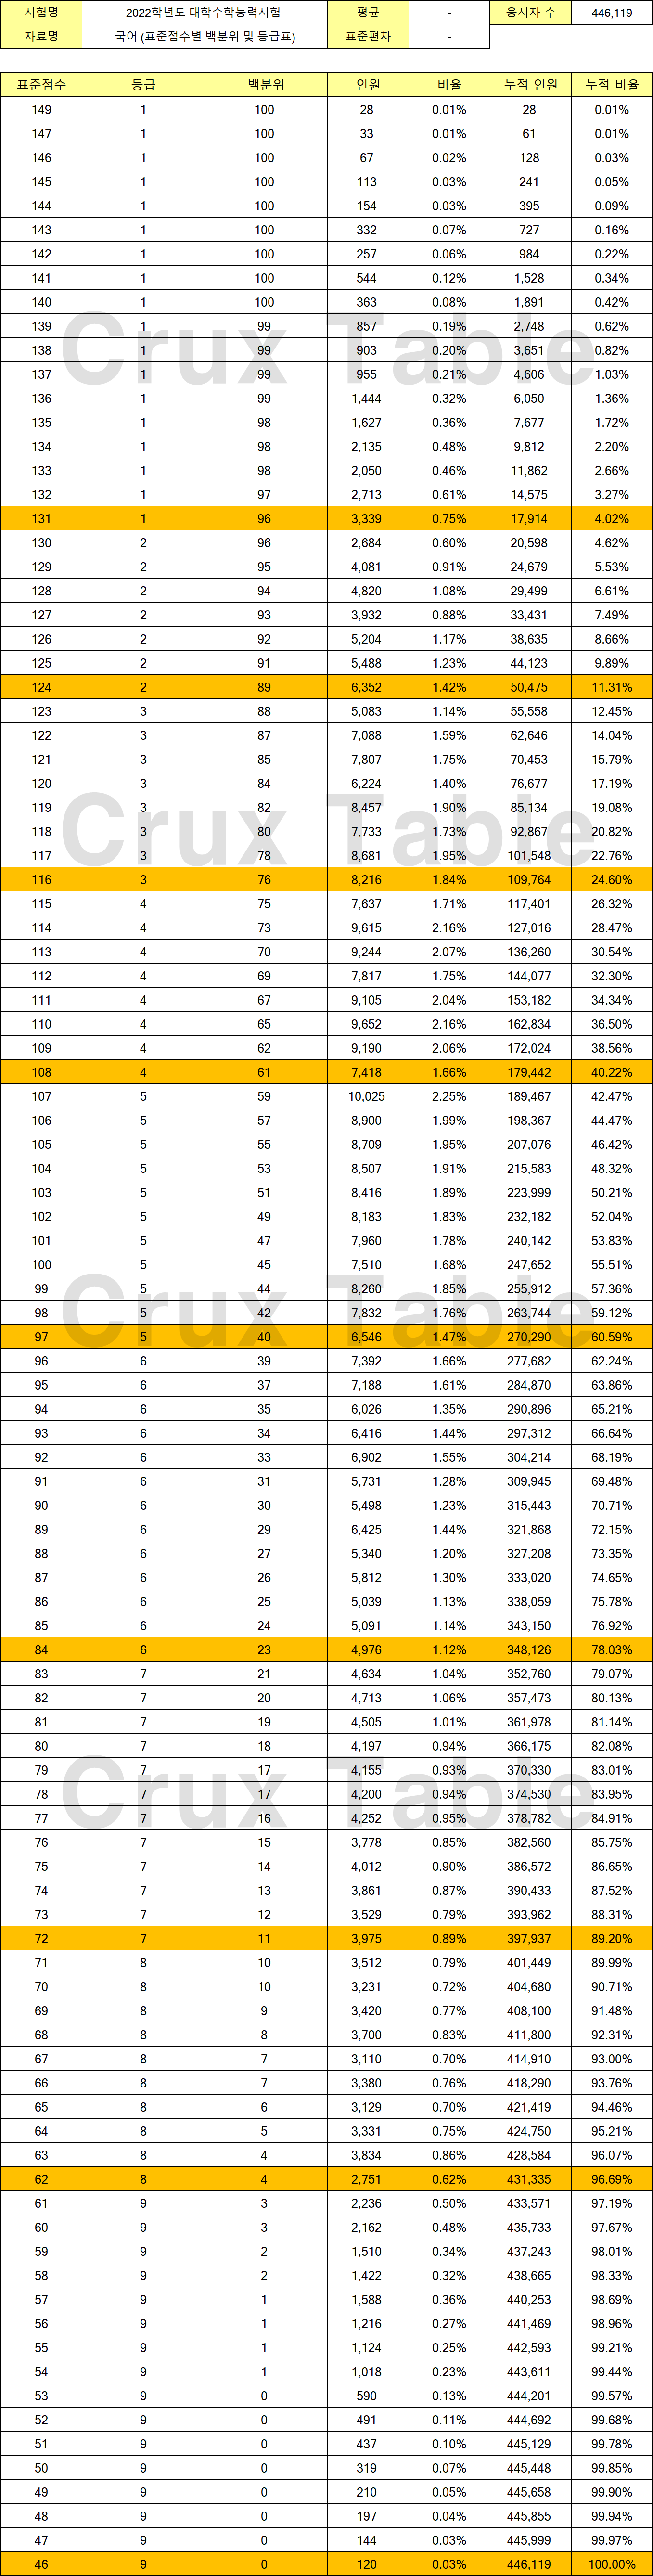 시험명 2022학년도 대학수학능력시험 평균 - 응시자 수 446,119
자료명 국어 (표준점수별 백분위 및 등급표) 표준편차 -
표준점수 등급 백분위 인원 비율 누적 인원 누적 비율
149 1 100 28 0.01% 28 0.01%
147 1 100 33 0.01% 61 0.01%
146 1 100 67 0.02% 128 0.03%
145 1 100 113 0.03% 241 0.05%
144 1 100 154 0.03% 395 0.09%
143 1 100 332 0.07% 727 0.16%
142 1 100 257 0.06% 984 0.22%
141 1 100 544 0.12% 1,528 0.34%
140 1 100 363 0.08% 1,891 0.42%
139 1 99 857 0.19% 2,748 0.62%
Crux Table
138 1 99 903 0.20% 3,651 0.82%
137 1 99 955 0.21% 4,606 1.03%
136 1 99 1,444 0.32% 6,050 1.36%
135 1 98 1,627 0.36% 7,677 1.72%
134 1 98 2,135 0.48% 9,812 2.20%
133 1 98 2,050 0.46% 11,862 2.66%
132 1 97 2,713 0.61% 14,575 3.27%
131 1 96 3,339 0.75% 17,914 4.02%
130 2 96 2,684 0.60% 20,598 4.62%
129 2 95 4,081 0.91% 24,679 5.53%
128 2 94 4,820 1.08% 29,499 6.61%
127 2 93 3,932 0.88% 33,431 7.49%
126 2 92 5,204 1.17% 38,635 8.66%
125 2 91 5,488 1.23% 44,123 9.89%
124 2 89 6,352 1.42% 50,475 11.31%
123 3 88 5,083 1.14% 55,558 12.45%
122 3 87 7,088 1.59% 62,646 14.04%
121 3 85 7,807 1.75% 70,453 15.79%
120 3 84 6,224 1.40% 76,677 17.19%
119 3 82 8,457 1.90% 85,134 19.08%
Crux Table
118 3 80 7,733 1.73% 92,867 20.82%
117 3 78 8,681 1.95% 101,548 22.76%
116 3 76 8,216 1.84% 109,764 24.60%
115 4 75 7,637 1.71% 117,401 26.32%
114 4 73 9,615 2.16% 127,016 28.47%
113 4 70 9,244 2.07% 136,260 30.54%
112 4 69 7,817 1.75% 144,077 32.30%
111 4 67 9,105 2.04% 153,182 34.34%
110 4 65 9,652 2.16% 162,834 36.50%
109 4 62 9,190 2.06% 172,024 38.56%
108 4 61 7,418 1.66% 179,442 40.22%
107 5 59 10,025 2.25% 189,467 42.47%
106 5 57 8,900 1.99% 198,367 44.47%
105 5 55 8,709 1.95% 207,076 46.42%
104 5 53 8,507 1.91% 215,583 48.32%
103 5 51 8,416 1.89% 223,999 50.21%
102 5 49 8,183 1.83% 232,182 52.04%
101 5 47 7,960 1.78% 240,142 53.83%
100 5 45 7,510 1.68% 247,652 55.51%
99 5 44 8,260 1.85% 255,912 57.36%
Crux Table
98 5 42 7,832 1.76% 263,744 59.12%
97 5 40 6,546 1.47% 270,290 60.59%
96 6 39 7,392 1.66% 277,682 62.24%
95 6 37 7,188 1.61% 284,870 63.86%
94 6 35 6,026 1.35% 290,896 65.21%
93 6 34 6,416 1.44% 297,312 66.64%
92 6 33 6,902 1.55% 304,214 68.19%
91 6 31 5,731 1.28% 309,945 69.48%
90 6 30 5,498 1.23% 315,443 70.71%
89 6 29 6,425 1.44% 321,868 72.15%
88 6 27 5,340 1.20% 327,208 73.35%
87 6 26 5,812 1.30% 333,020 74.65%
86 6 25 5,039 1.13% 338,059 75.78%
85 6 24 5,091 1.14% 343,150 76.92%
84 6 23 4,976 1.12% 348,126 78.03%
83 7 21 4,634 1.04% 352,760 79.07%
82 7 20 4,713 1.06% 357,473 80.13%
81 7 19 4,505 1.01% 361,978 81.14%
80 7 18 4,197 0.94% 366,175 82.08%
79 7 17 4,155 0.93% 370,330 83.01%
Crux Table
78 7 17 4,200 0.94% 374,530 83.95%
77 7 16 4,252 0.95% 378,782 84.91%
76 7 15 3,778 0.85% 382,560 85.75%
75 7 14 4,012 0.90% 386,572 86.65%
74 7 13 3,861 0.87% 390,433 87.52%
73 7 12 3,529 0.79% 393,962 88.31%
72 7 11 3,975 0.89% 397,937 89.20%
71 8 10 3,512 0.79% 401,449 89.99%
70 8 10 3,231 0.72% 404,680 90.71%
69 8 9 3,420 0.77% 408,100 91.48%
68 8 8 3,700 0.83% 411,800 92.31%
67 8 7 3,110 0.70% 414,910 93.00%
66 8 7 3,380 0.76% 418,290 93.76%
65 8 6 3,129 0.70% 421,419 94.46%
64 8 5 3,331 0.75% 424,750 95.21%
63 8 4 3,834 0.86% 428,584 96.07%
62 8 4 2,751 0.62% 431,335 96.69%
61 9 3 2,236 0.50% 433,571 97.19%
60 9 3 2,162 0.48% 435,733 97.67%
59 9 2 1,510 0.34% 437,243 98.01%
58 9 2 1,422 0.32% 438,665 98.33%
57 9 1 1,588 0.36% 440,253 98.69%
56 9 1 1,216 0.27% 441,469 98.96%
55 9 1 1,124 0.25% 442,593 99.21%
54 9 1 1,018 0.23% 443,611 99.44%
53 9 0 590 0.13% 444,201 99.57%
52 9 0 491 0.11% 444,692 99.68%
51 9 0 437 0.10% 445,129 99.78%
50 9 0 319 0.07% 445,448 99.85%
49 9 0 210 0.05% 445,658 99.90%
48 9 0 197 0.04% 445,855 99.94%
47 9 0 144 0.03% 445,999 99.97%
46 9 0 120 0.03% 446,119 100.00%